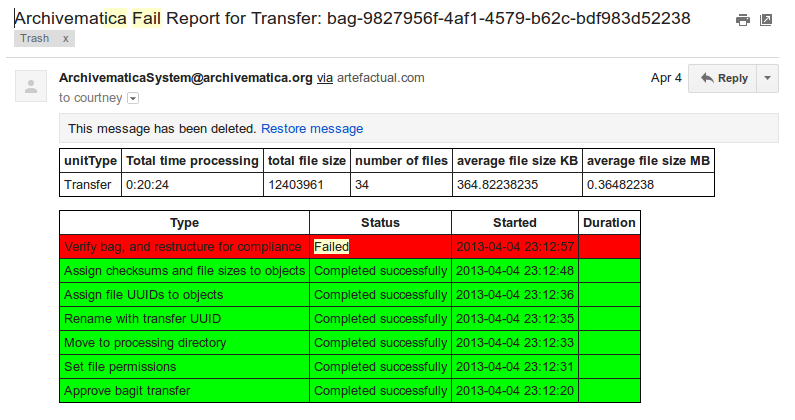 Archivematica Fail Report for Transfer: bag-9827956f-4af1-4579-b62c-bdf983d52238
Trash x
ArchivematicaSystem@archivematica.org via artefactual.com Apr 4 Reply
to courtney
This message has been deleted. Restore message
unitType Total time processing total file size number of files average file size KB average file size MB
Transfer 0:20:24 12403961 34 364.82238235 0.36482238
Type Status Started Duration
Verify bag, and restructure for compliance Failed 2013-04-04 23:12:57
Assign checksums and file sizes to objects Completed successfully 2013-04-04 23:12:48
Assign file UUIDs to objects Completed successfully 2013-04-04 23:12:36
Rename with transfer UUID Completed successfully 2013-04-04 23:12:35
Move to processing directory Completed successfully 2013-04-04 23:12:33
Set file permissions Completed successfully 2013-04-04 23:12:31
Approve bagit transfer Completed successfully 2013-04-04 23:12:20